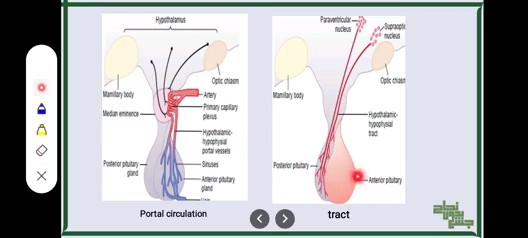 Hypothalamus
Optic chiasm
Mamillary body
Artery
Median eminence
Primary capillary
plexus
Hypothalamic-
hypophysial
portal vessels
Posterior pituitary
gland
Sinuses
Anterior pituitary
gland
Portal circulation
Paraventricular
nucleus
Supraoptic
nucleus
Optic chiasm
Mamillary body
Hypothalamic-
hypophysial
tract
Posterior pituitary
Anterior pituitary
tract